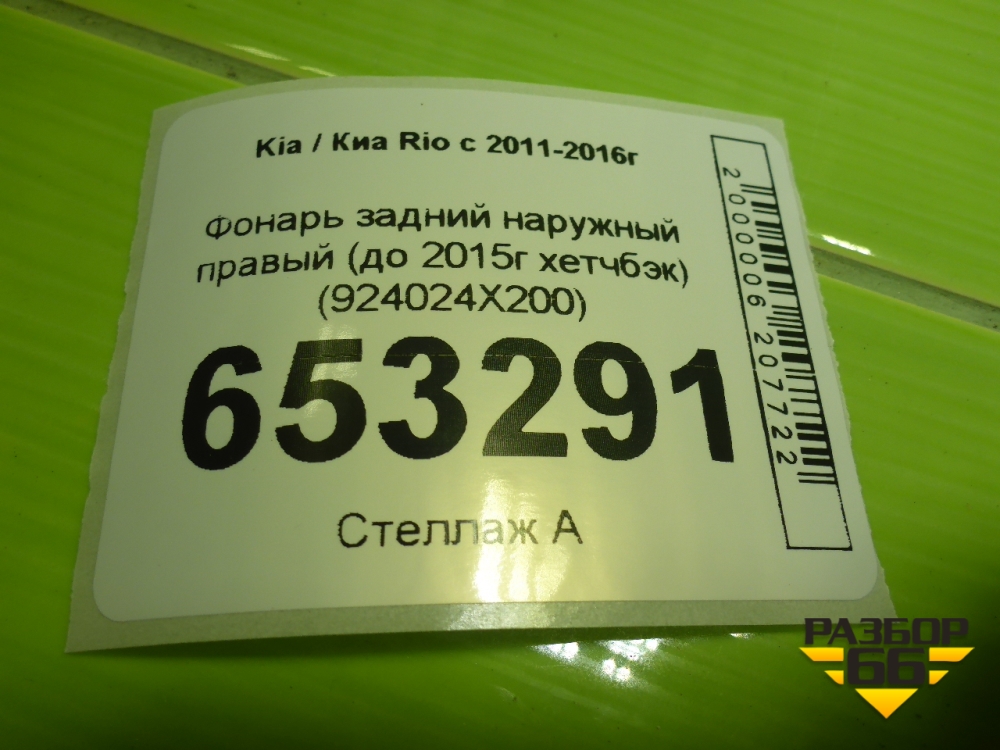 Kia / Киа Rio с 2011-2016г
Фонарь задний наружный
правый (до 2015г хетчбэк)
(924024X200)
653291
Стеллаж А
2000006207722
РАЗБОР
66